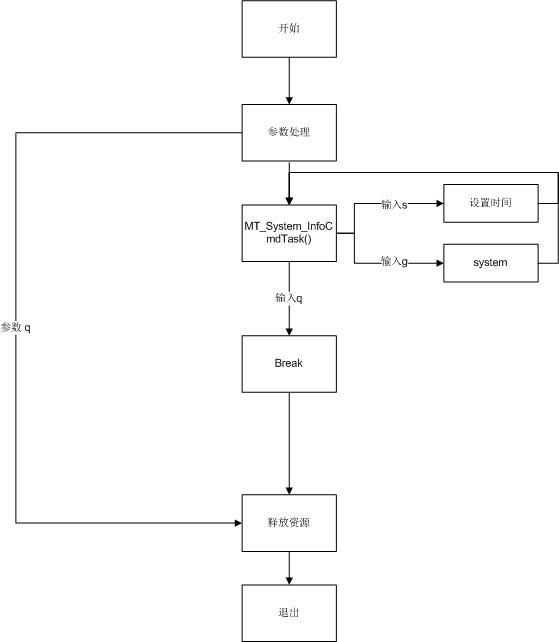 开始
参数处理
MT_System_InfoC
mdTask()
输入s
设置时间
输入g
system
输入q
参数 q
Break
释放资源
退出